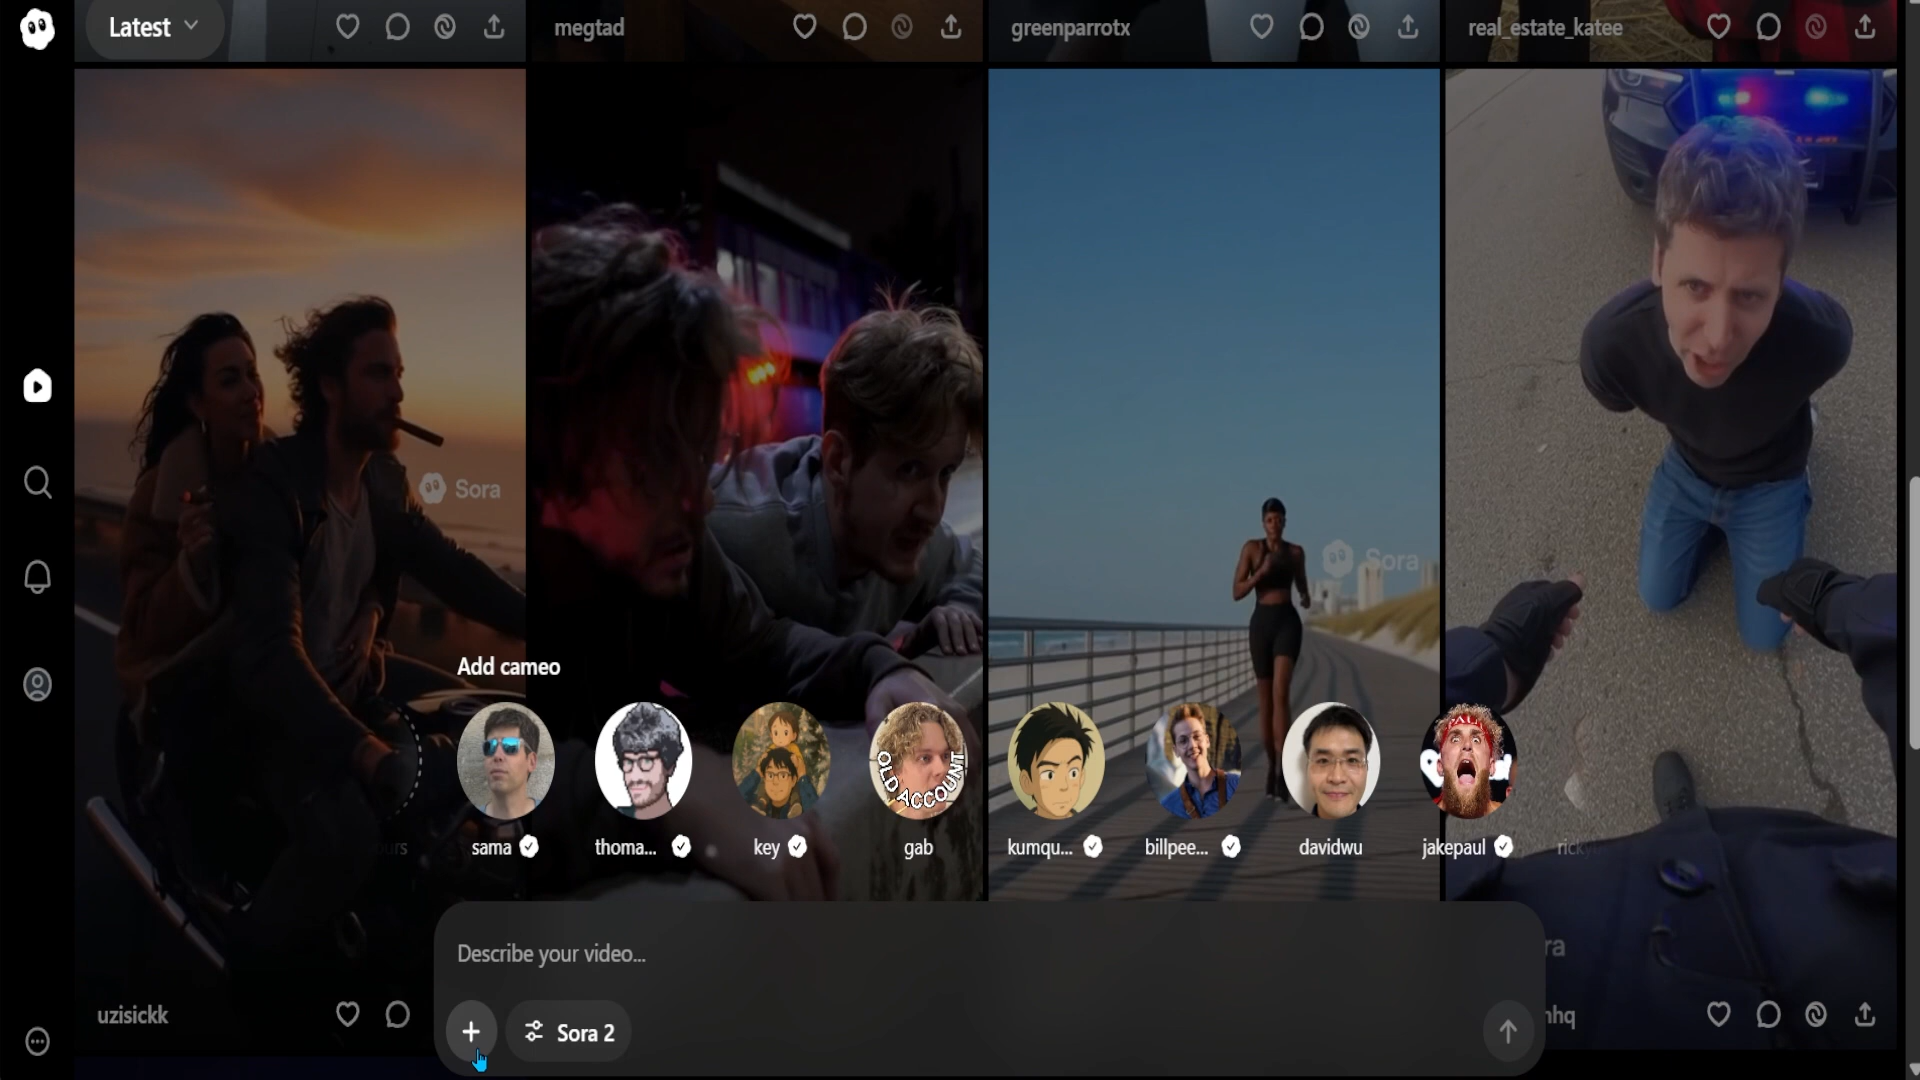 Latest
megtad
greenparrotx
real_estate_katee
Sora
Sora
Add cameo
OLD ACCOUNT
sama
thoma...
key
gab
kumqu...
billpee...
davidwu
jakepaul
Describe your video...
uzisickk
Sora 2